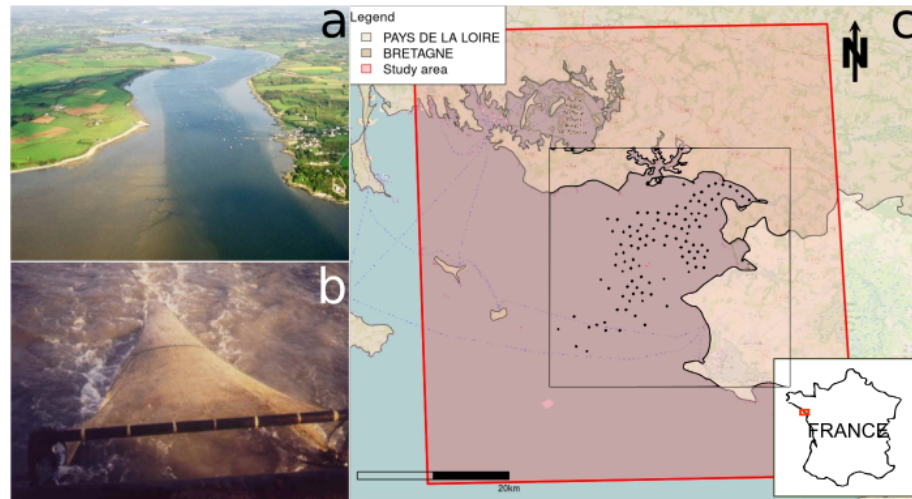 a
b
Legend
PAYS DE LA LOIRE
BRETAGNE
Study area
C
N
20km
FRANCE